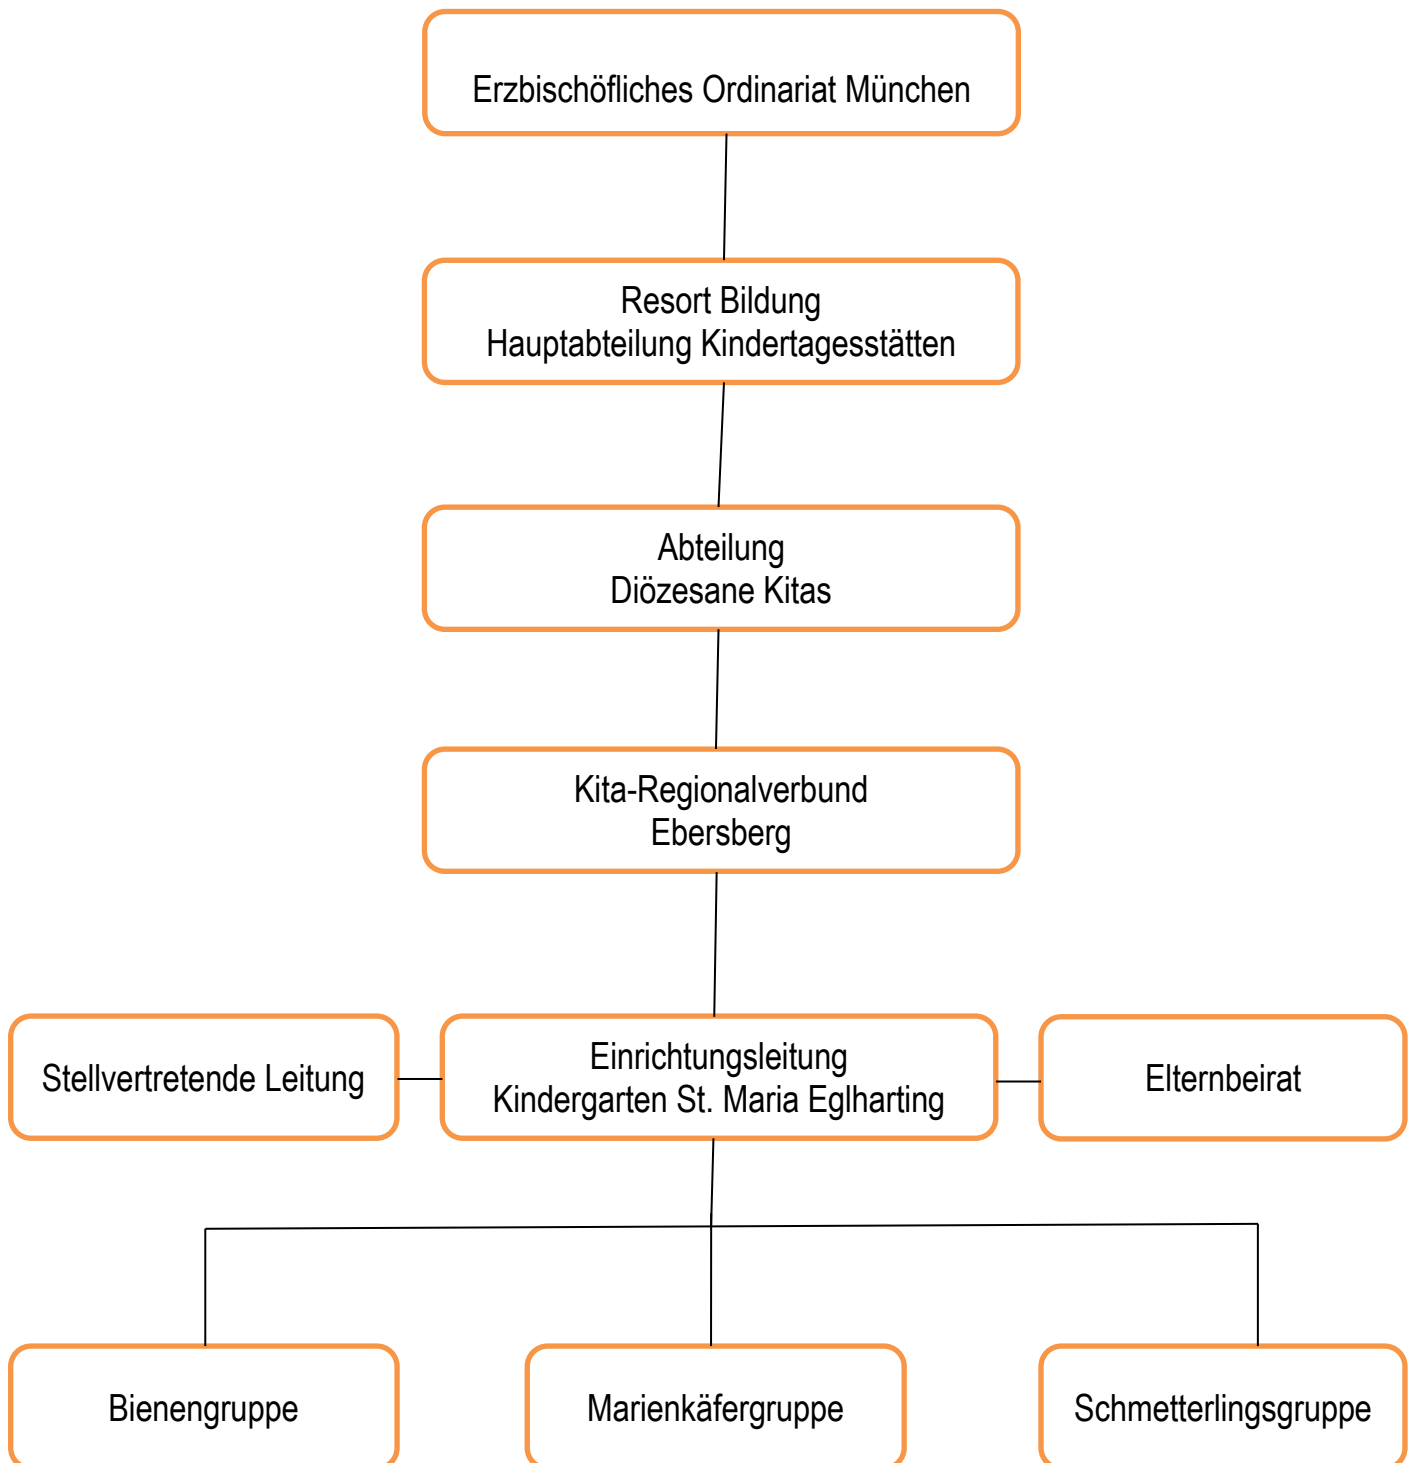 Erzbischöfliches Ordinariat München
Resort Bildung
Hauptabteilung Kindertagesstätten
Abteilung
Diözesane Kitas
Kita-Regionalverbund
Ebersberg
Stellvertretende Leitung
Einrichtungsleitung
Kindergarten St. Maria Eglharting
Elternbeirat
Bienengruppe
Marienkäfergruppe
Schmetterlingsgruppe